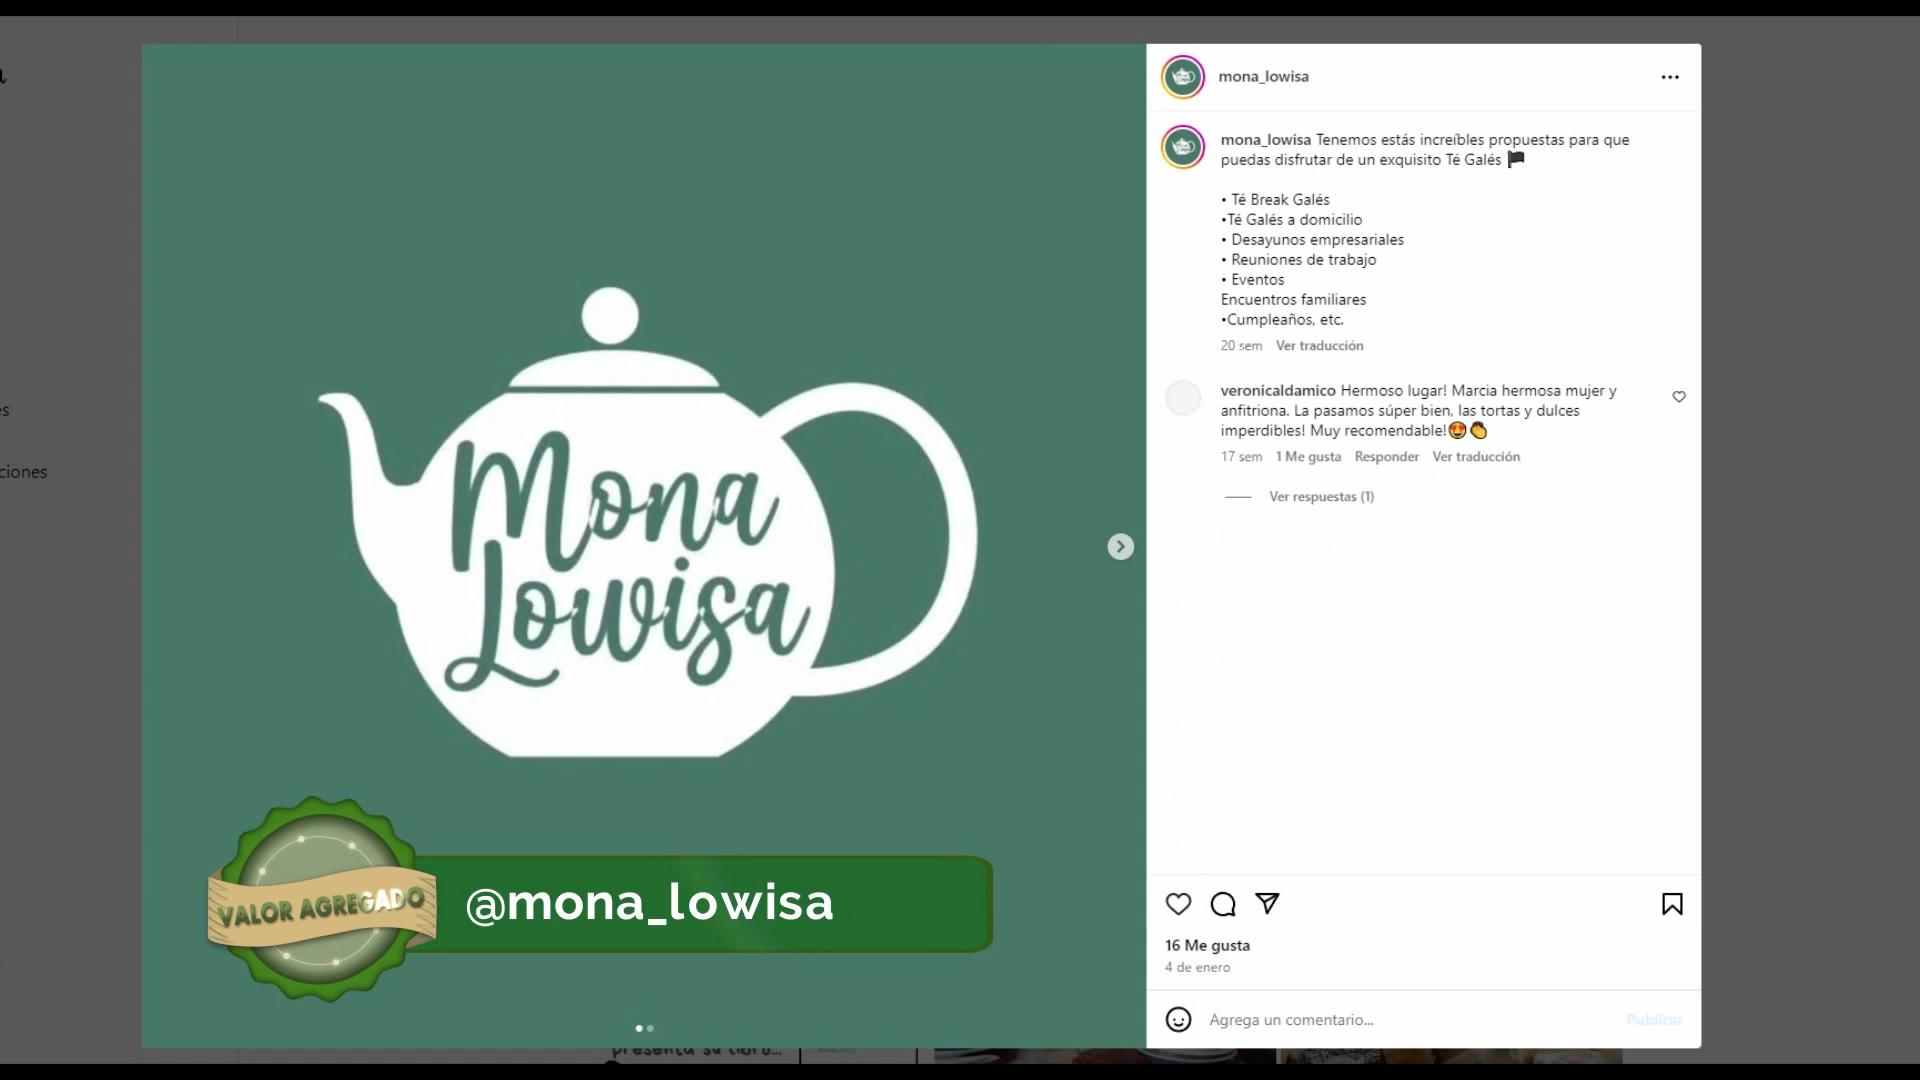 Mona
Lowisa
VALOR AGREGADO
@mona_lowisa
mona_lowisa
mona_lowisa Tenemos estás increíbles propuestas para que
puedas disfrutar de un exquisito Té Galés
• Té Break Galés
•Té Galés a domicilio
• Desayunos empresariales
• Reuniones de trabajo
• Eventos
Encuentros familiares
•Cumpleaños, etc.
20 sem Ver traducción
veronicaldamico Hermoso lugar! Marcia hermosa mujer y
anfitriona. La pasamos súper bien, las tortas y dulces
imperdibles! Muy recomendable!
17 sem 1 Me gusta Responder Ver traducción
Ver respuestas (1)
16 Me gusta
4 de enero
Agrega un comentario...
Publicar
es
ciones
presenta su libro...